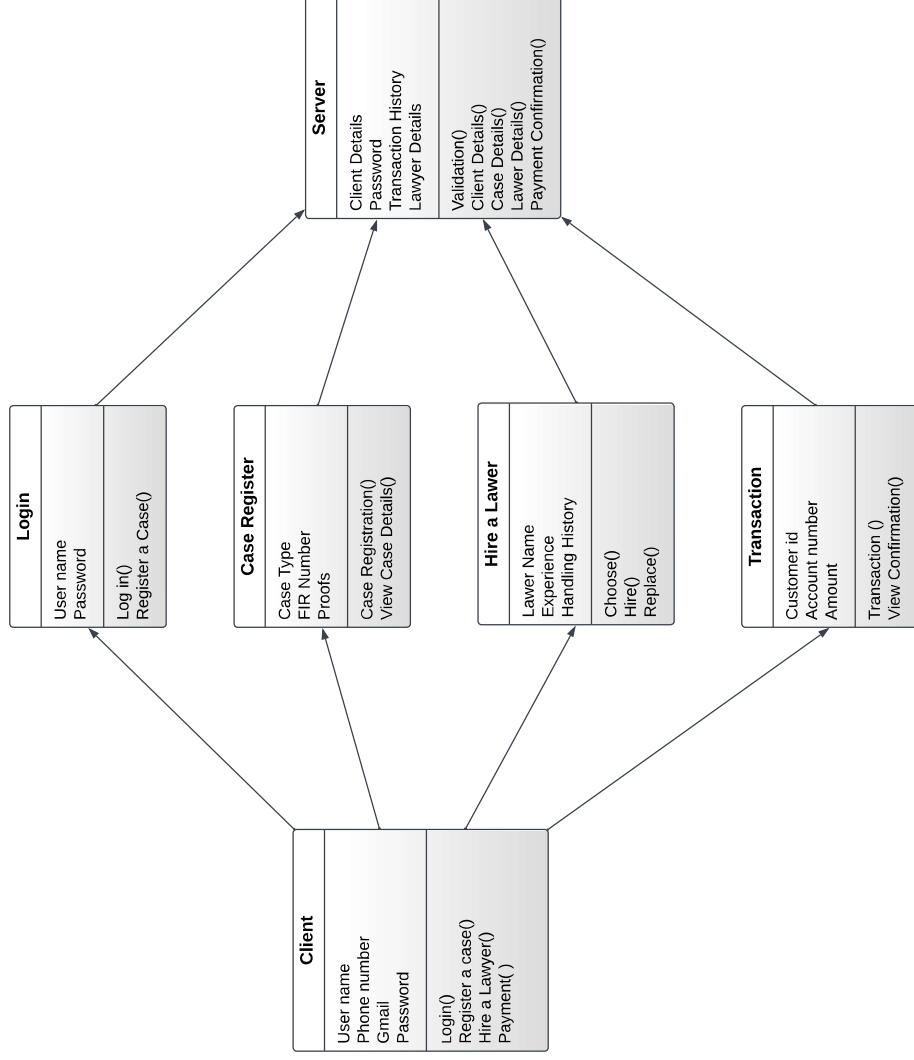 Client
User name
Phone number
Gmail
Password
Login()
Register a case()
Hire a Lawyer()
Payment( )
Login
User name
Password
Log in()
Register a Case()
Case Register
Case Type
FIR Number
Proofs
Case Registration()
View Case Details()
Hire a Lawer
Lawer Name
Experience
Handling History
Choose()
Hire()
Replace()
Transaction
Customer id
Account number
Amount
Transaction ()
View Confirmation()
Server
Client Details
Password
Transaction History
Lawyer Details
Validation()
Client Details()
Case Details()
Lawer Details()
Payment Confirmation()